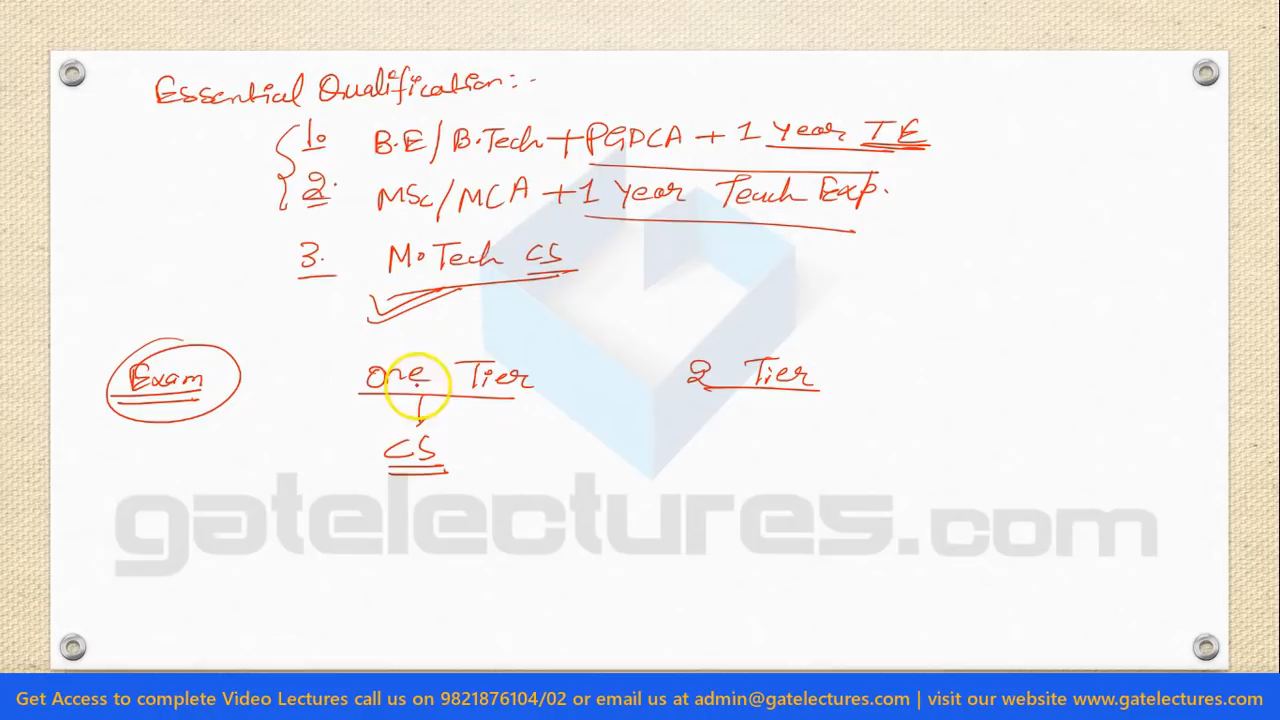 Essential Qualification:-
1. B.E/B.Tech + PGDCA + 1 Year TE
2. MSc/MCA + 1 Year Teach Exp.
3. M.Tech CS
Exam One Tier 2 Tier
CS
gatelectures.com
Get Access to complete Video Lectures call us on 9821876104/02 or email us at admin@gatelectures.com | visit our website www.gatelectures.com